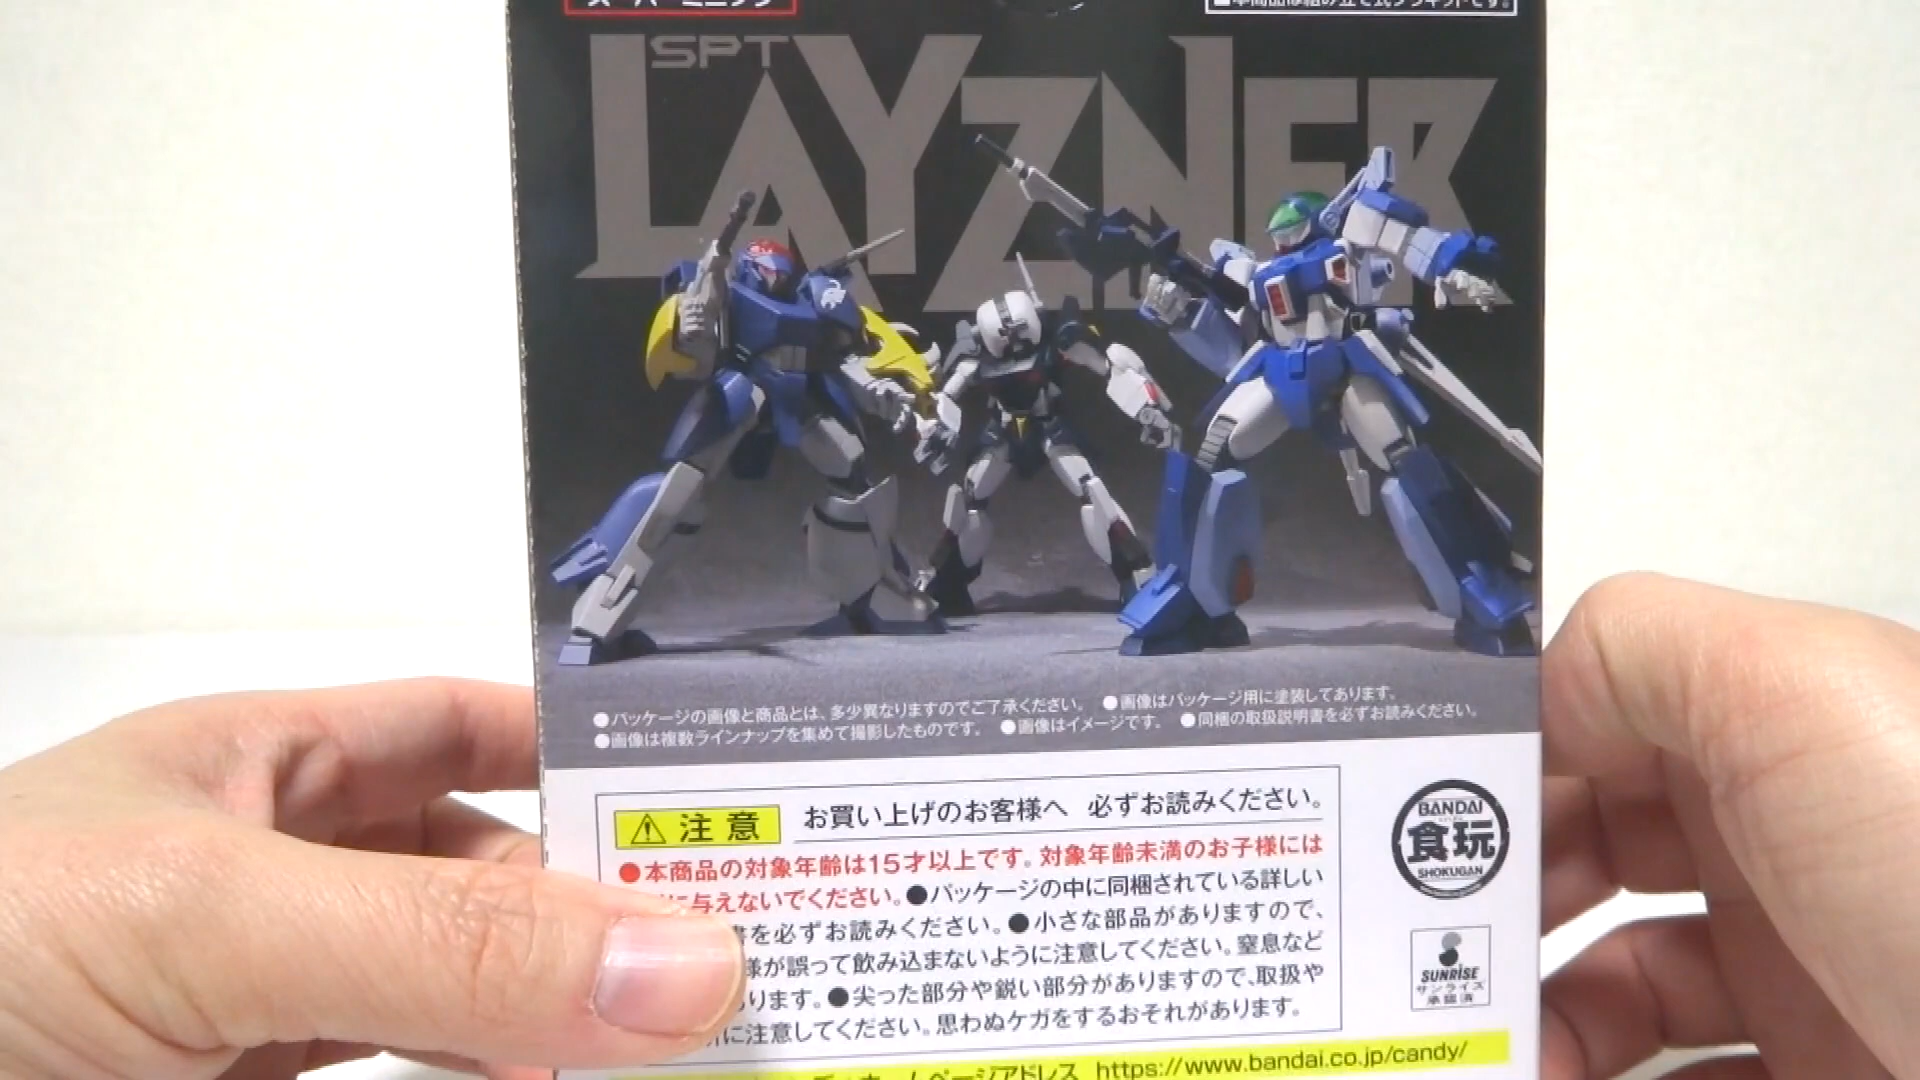 SPT
LAYZNER
●パッケージの画像と商品とは、多少異なりますのでご了承ください。 ●画像はパッケージ用に塗装してあります。
●画像は複数ラインナップを集めて撮影したものです。 ●画像はイメージです。 ●同梱の取扱説明書を必ずお読みください。
注意 お買い上げのお客様へ 必ずお読みください。
●本商品の対象年齢は15才以上です。対象年齢未満のお子様には
に与えないでください。●パッケージの中に同梱されている詳しい
書を必ずお読みください。●小さな部品がありますので、
様が誤って飲み込まないように注意してください。窒息など
ります。●尖った部分や鋭い部分がありますので、取扱や
に注意してください。思わぬケガをするおそれがあります。
ホームページアドレス https://www.bandai.co.jp/candy/
BANDAI
食玩
SHOKUGAN
SUNRISE
サンライズ
承認済